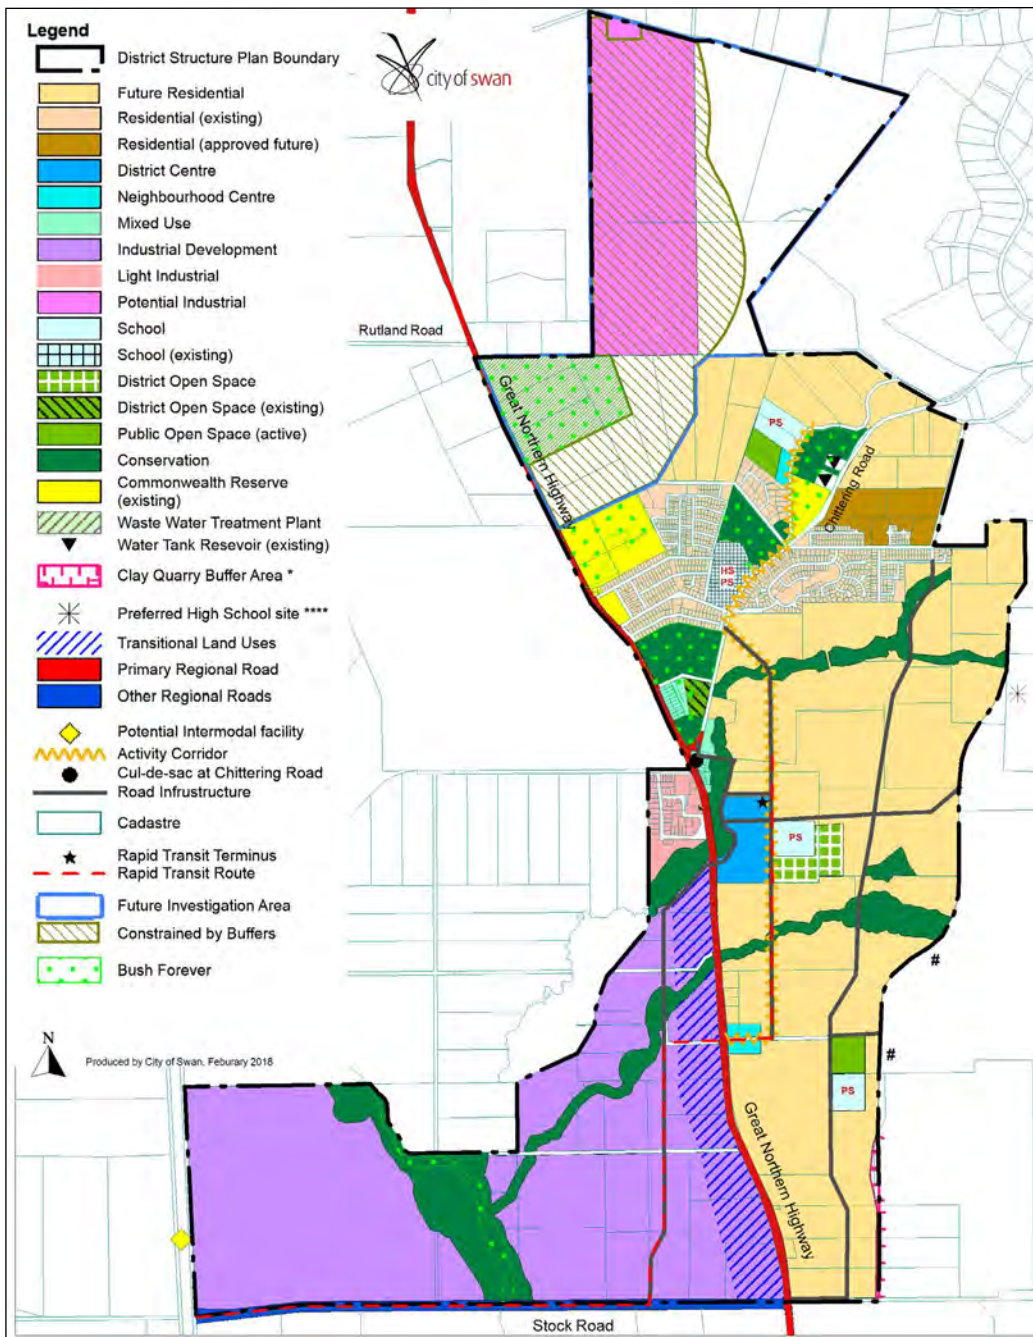 Legend
District Structure Plan Boundary
Future Residential
Residential (existing)
Residential (approved future)
District Centre
Neighbourhood Centre
Mixed Use
Industrial Development
Light Industrial
Potential Industrial
School
School (existing)
District Open Space
District Open Space (existing)
Public Open Space (active)
Conservation
Commonwealth Reserve
(existing)
Waste Water Treatment Plant
Water Tank Resevoir (existing)
Clay Quarry Buffer Area *
Preferred High School site ****
Transitional Land Uses
Primary Regional Road
Other Regional Roads
Potential Intermodal facility
Activity Corridor
Cul-de-sac at Chittering Road
Road Infrustructure
Cadastre
Rapid Transit Terminus
Rapid Transit Route
Future Investigation Area
Constrained by Buffers
Bush Forever
N
Produced by City of Swan, Feburary 2018
city of swan
Rutland Road
Great Northern Highway
PS
Chittering Road
HS
PS
PS
#
#
PS
Great Northern Highway
Stock Road